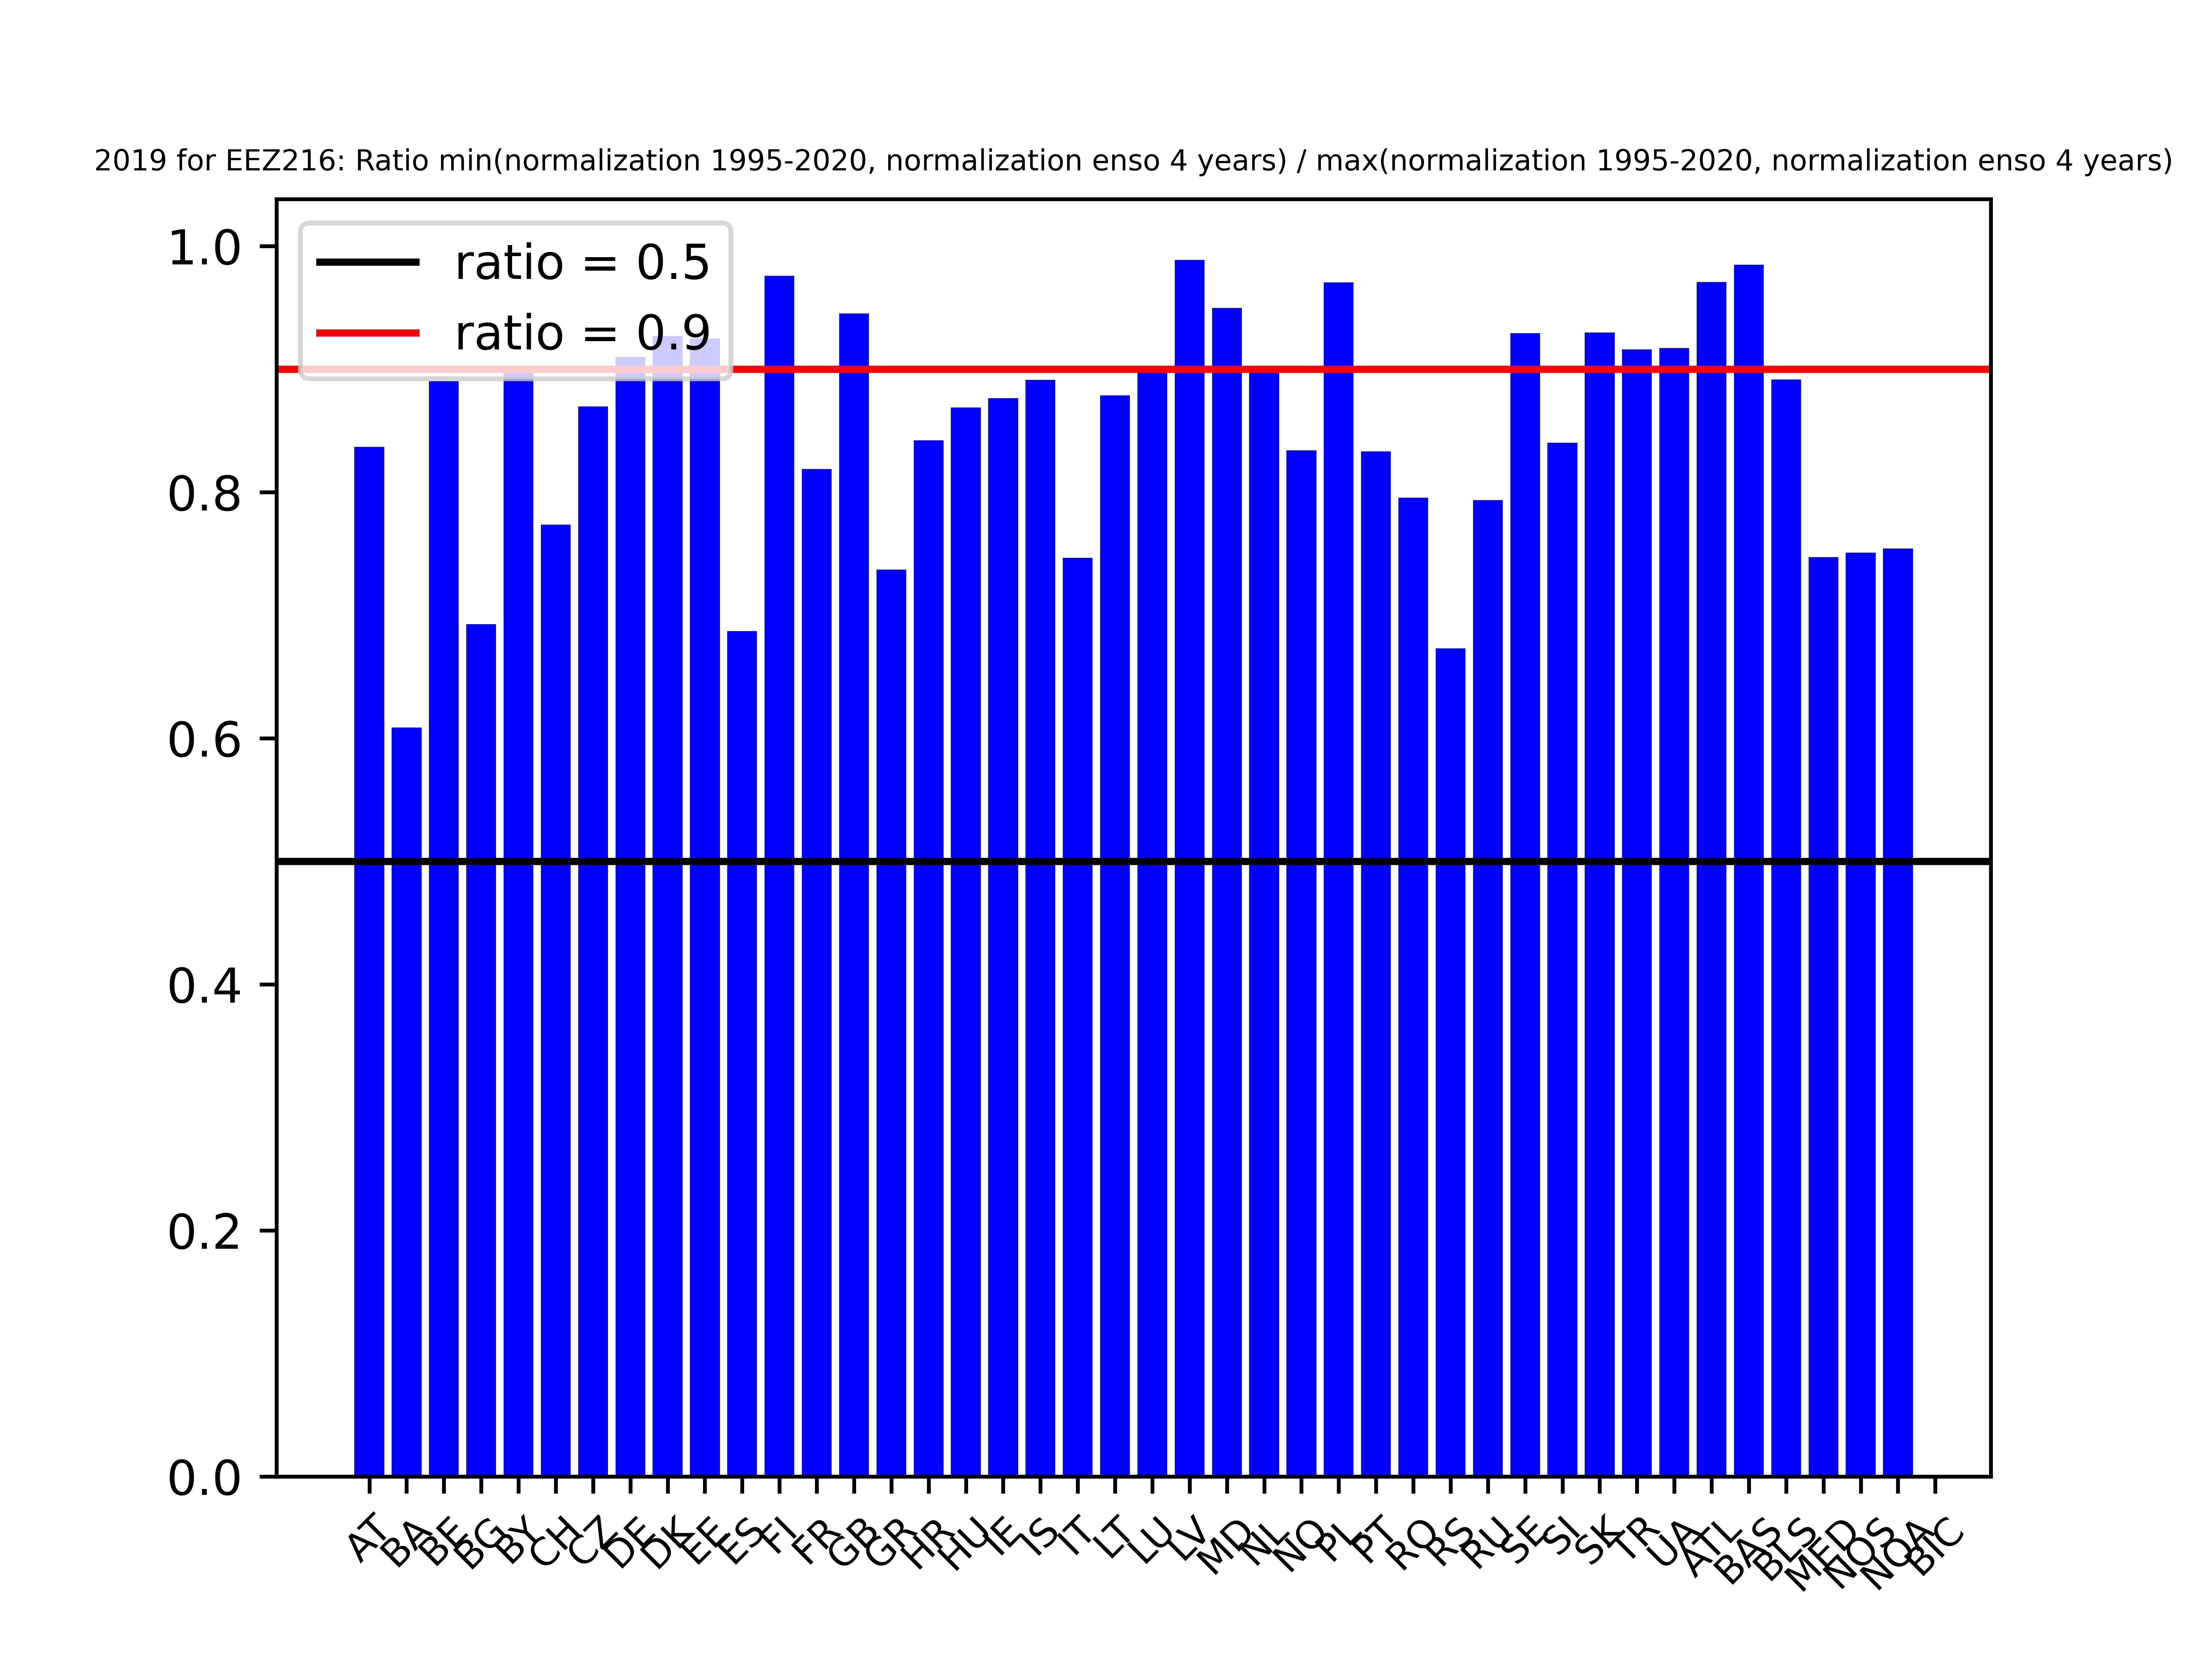 2019 for EEZ216: Ratio min(normalization 1995-2020, normalization enso 4 years) / max(normalization 1995-2020, normalization enso 4 years)
ratio = 0.5
ratio = 0.9
1.0
0.8
0.6
0.4
0.2
0.0
AT
BA
BE
BG
BY
CH
CZ
DE
DK
EE
ES
FI
FR
GB
GR
HR
HU
IE
IS
IT
LT
LU
LV
MD
NL
NO
PL
PT
RO
RS
RU
SE
SI
SK
TR
UA
ATL
BAS
BLS
MED
NOS
NOA
BIC